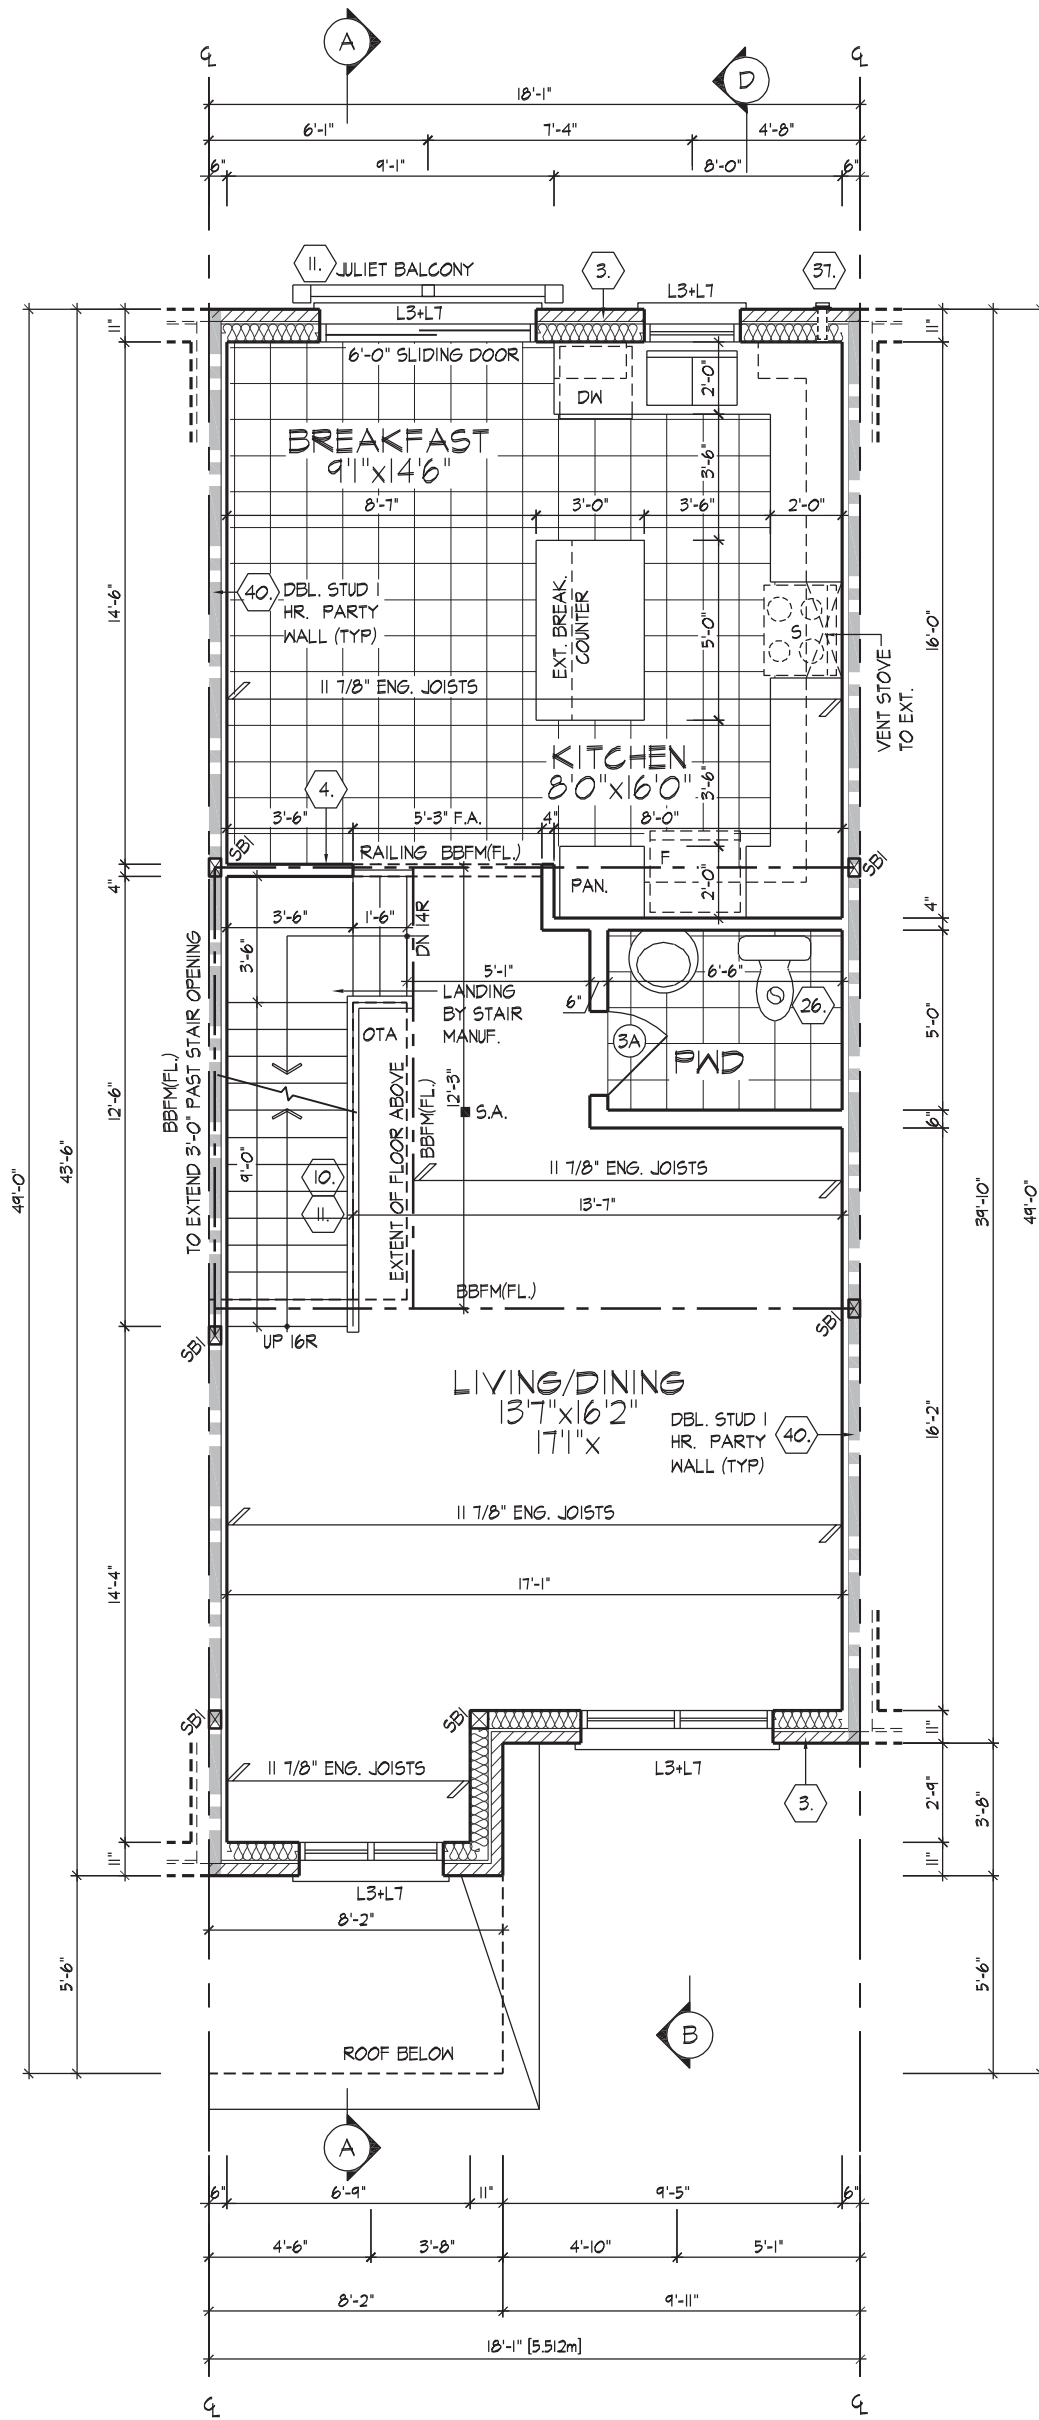 A
℄
℄
D
18'-1"
6'-1"
7'-4"
4'-8"
6"
9'-1"
8'-0"
6"
11.
JULIET BALCONY
3.
37.
L3+L7
L3+L7
11"
11"
6'-0" SLIDING DOOR
DW
2'-0"
BREAKFAST
9'1"x14'6"
3'-6"
8'-7"
3'-0"
3'-6"
2'-0"
14'-6"
40.
DBL. STUD 1
HR. PARTY
WALL (TYP)
EXT. BREAK.
COUNTER
5'-0"
S
16'-0"
VENT STOVE
TO EXT.
11 7/8" ENG. JOISTS
KITCHEN
8'0"x16'0"
3'-6"
4.
3'-6"
5'-3" F.A.
4"
8'-0"
SB1
RAILING
BBFM(FL.)
F
SB1
4"
PAN.
2'-0"
4"
3'-6"
1'-6"
DN 14R
3'-6"
5'-1"
6'-6"
LANDING
BY STAIR
MANUF.
6"
26.
OTA
3A
PWD
5'-0"
BBFM(FL.)
TO EXTEND 3'-0" PAST STAIR OPENING
12'-6"
EXTENT OF FLOOR ABOVE
BBFM(FL.)
12'-3"
S.A.
6"
43'-6"
49'-0"
9'-0"
10.
11.
11 7/8" ENG. JOISTS
13'-7"
39'-10"
49'-0"
BBFM(FL.)
SB1
UP 16R
SB1
LIVING/DINING
13'7"x16'2"
17'1"x
DBL. STUD 1
HR. PARTY
WALL (TYP)
40.
16'-2"
11 7/8" ENG. JOISTS
14'-4"
17'-1"
SB1
SB1
11"
11 7/8" ENG. JOISTS
L3+L7
3.
2'-9"
3'-8"
11"
11"
L3+L7
8'-2"
5'-6"
5'-6"
B
ROOF BELOW
A
6"
6'-9"
11"
9'-5"
6"
4'-6"
3'-8"
4'-10"
5'-1"
8'-2"
9'-11"
18'-1" [5.512m]
℄
℄